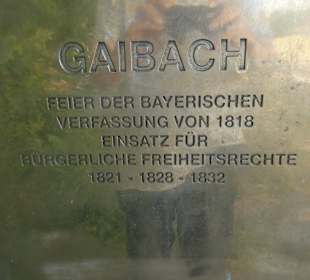 GAIBACH
FEIER DER BAYERISCHEN
VERFASSUNG VON 1818
EINSATZ FÜR
BÜRGERLICHE FREIHEITSRECHTE
1821 - 1828 - 1832